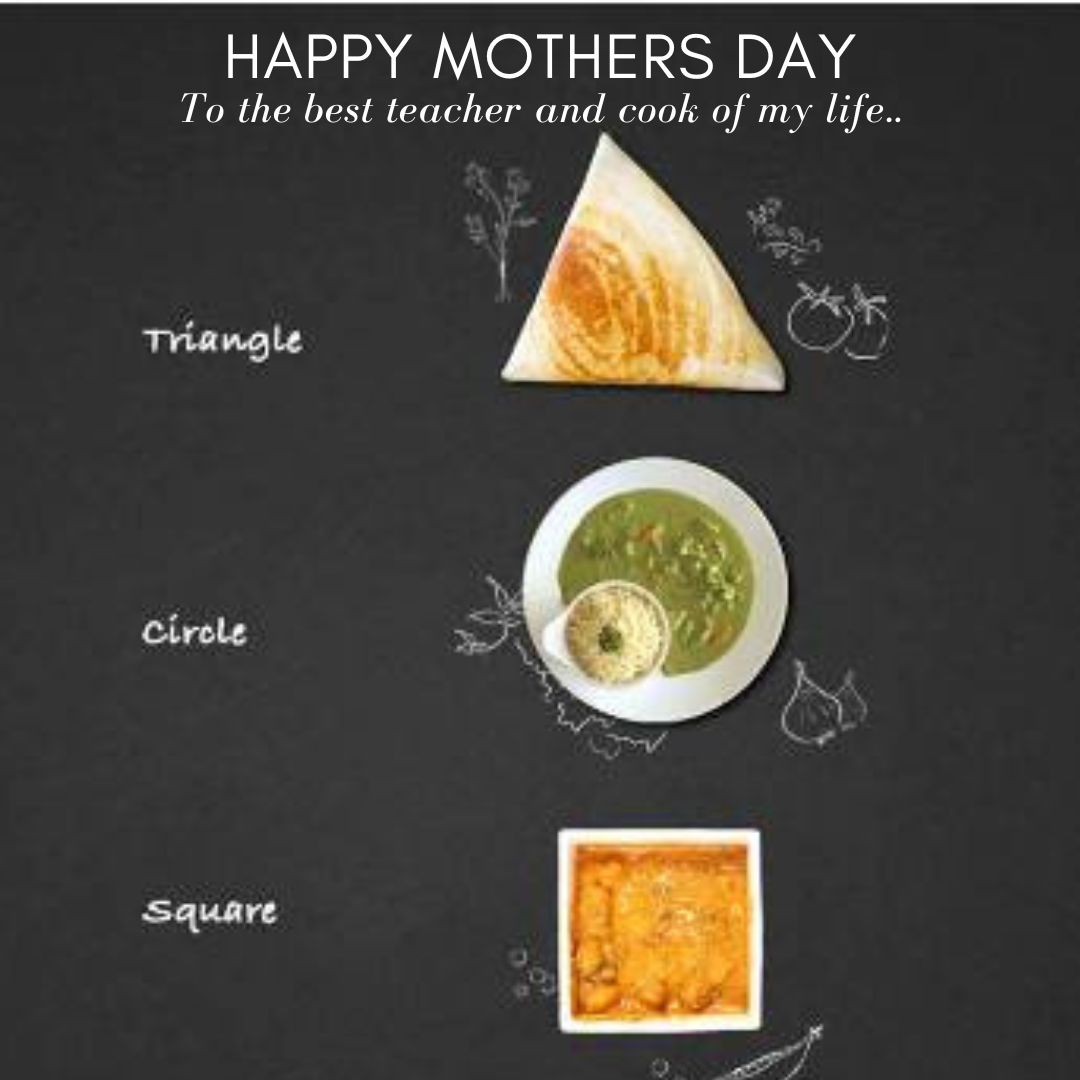 HAPPY MOTHERS DAY
To the best teacher and cook of my life..
Triangle
Circle
Square